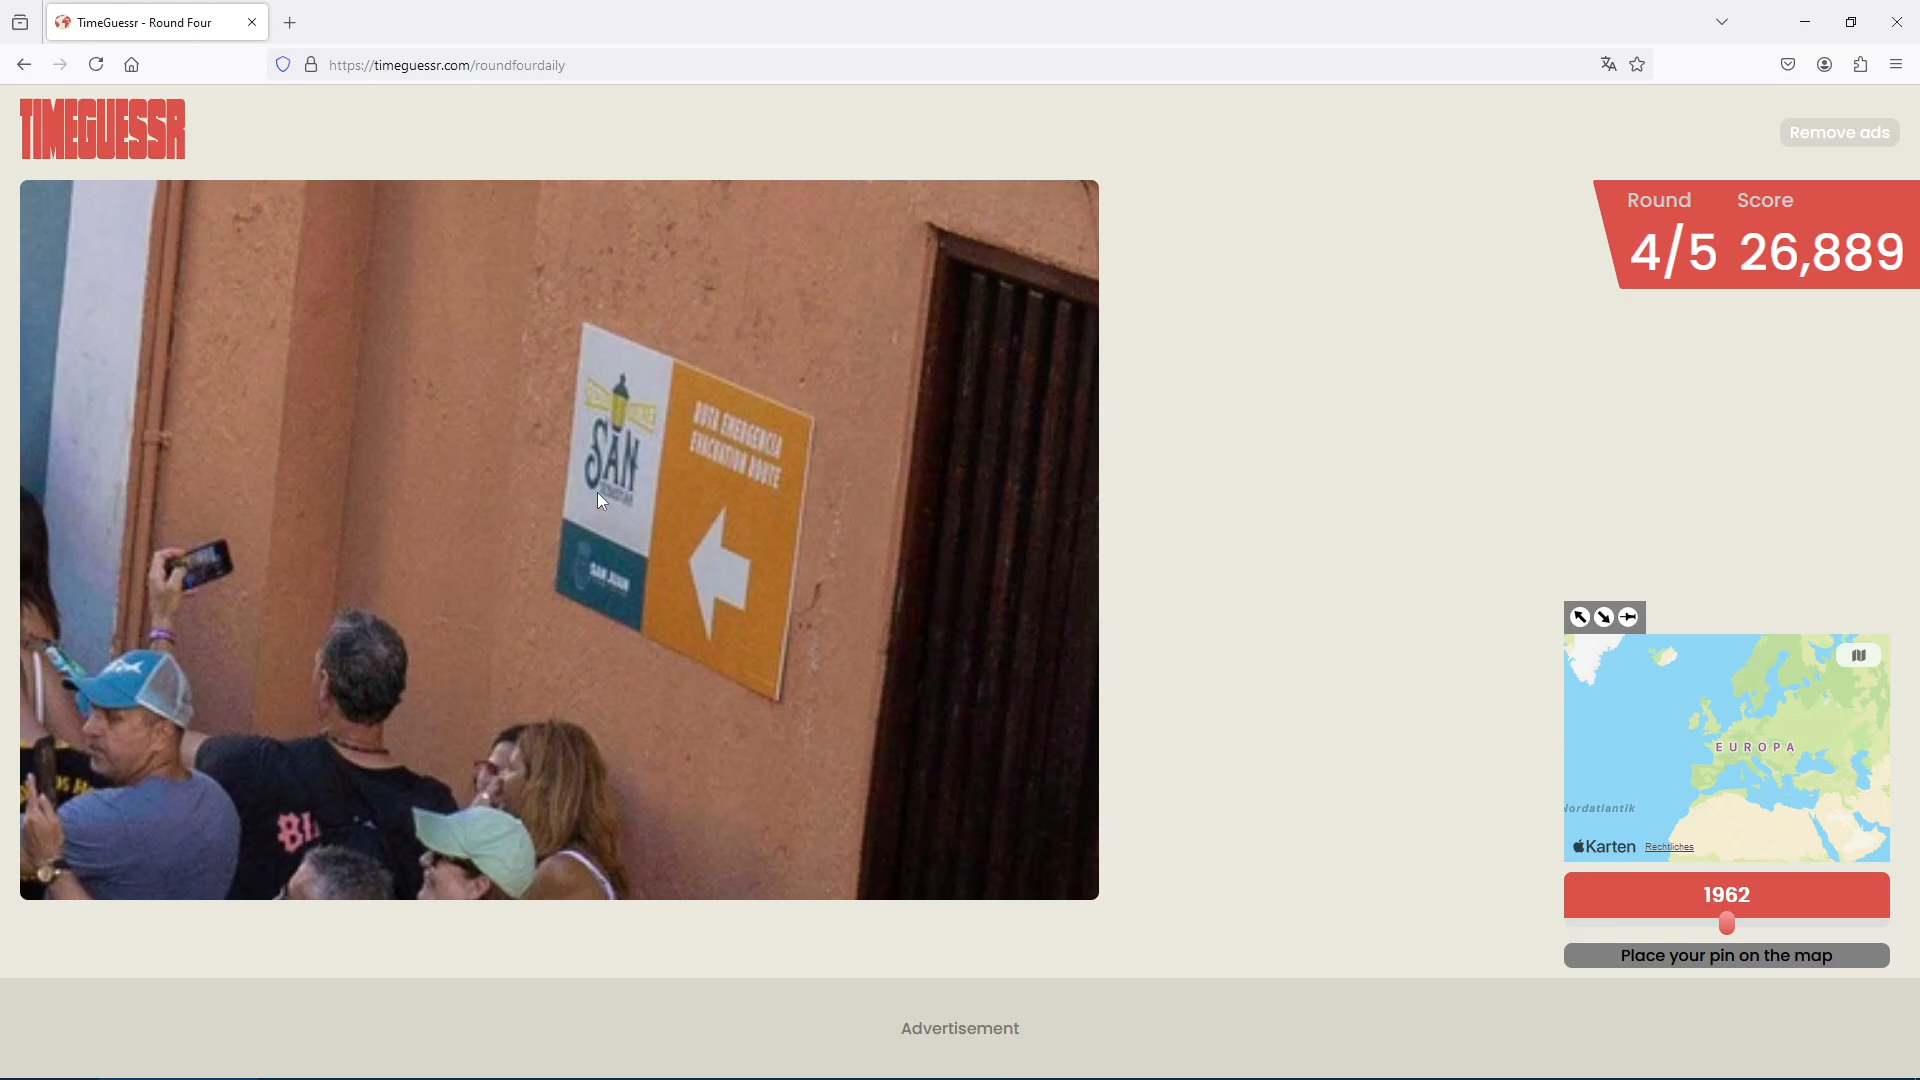 TimeGuessr - Round Four
https://timeguessr.com/roundfourdaily
TIMEGUESSR
Remove ads
Round Score
4/5 26,889
SAN
SAN JUAN
RUTA EMERGENCIA
EVACUATION ROUTE
EUROPA
Nordatlantik
Karten
Rechtliches
1962
Place your pin on the map
Advertisement